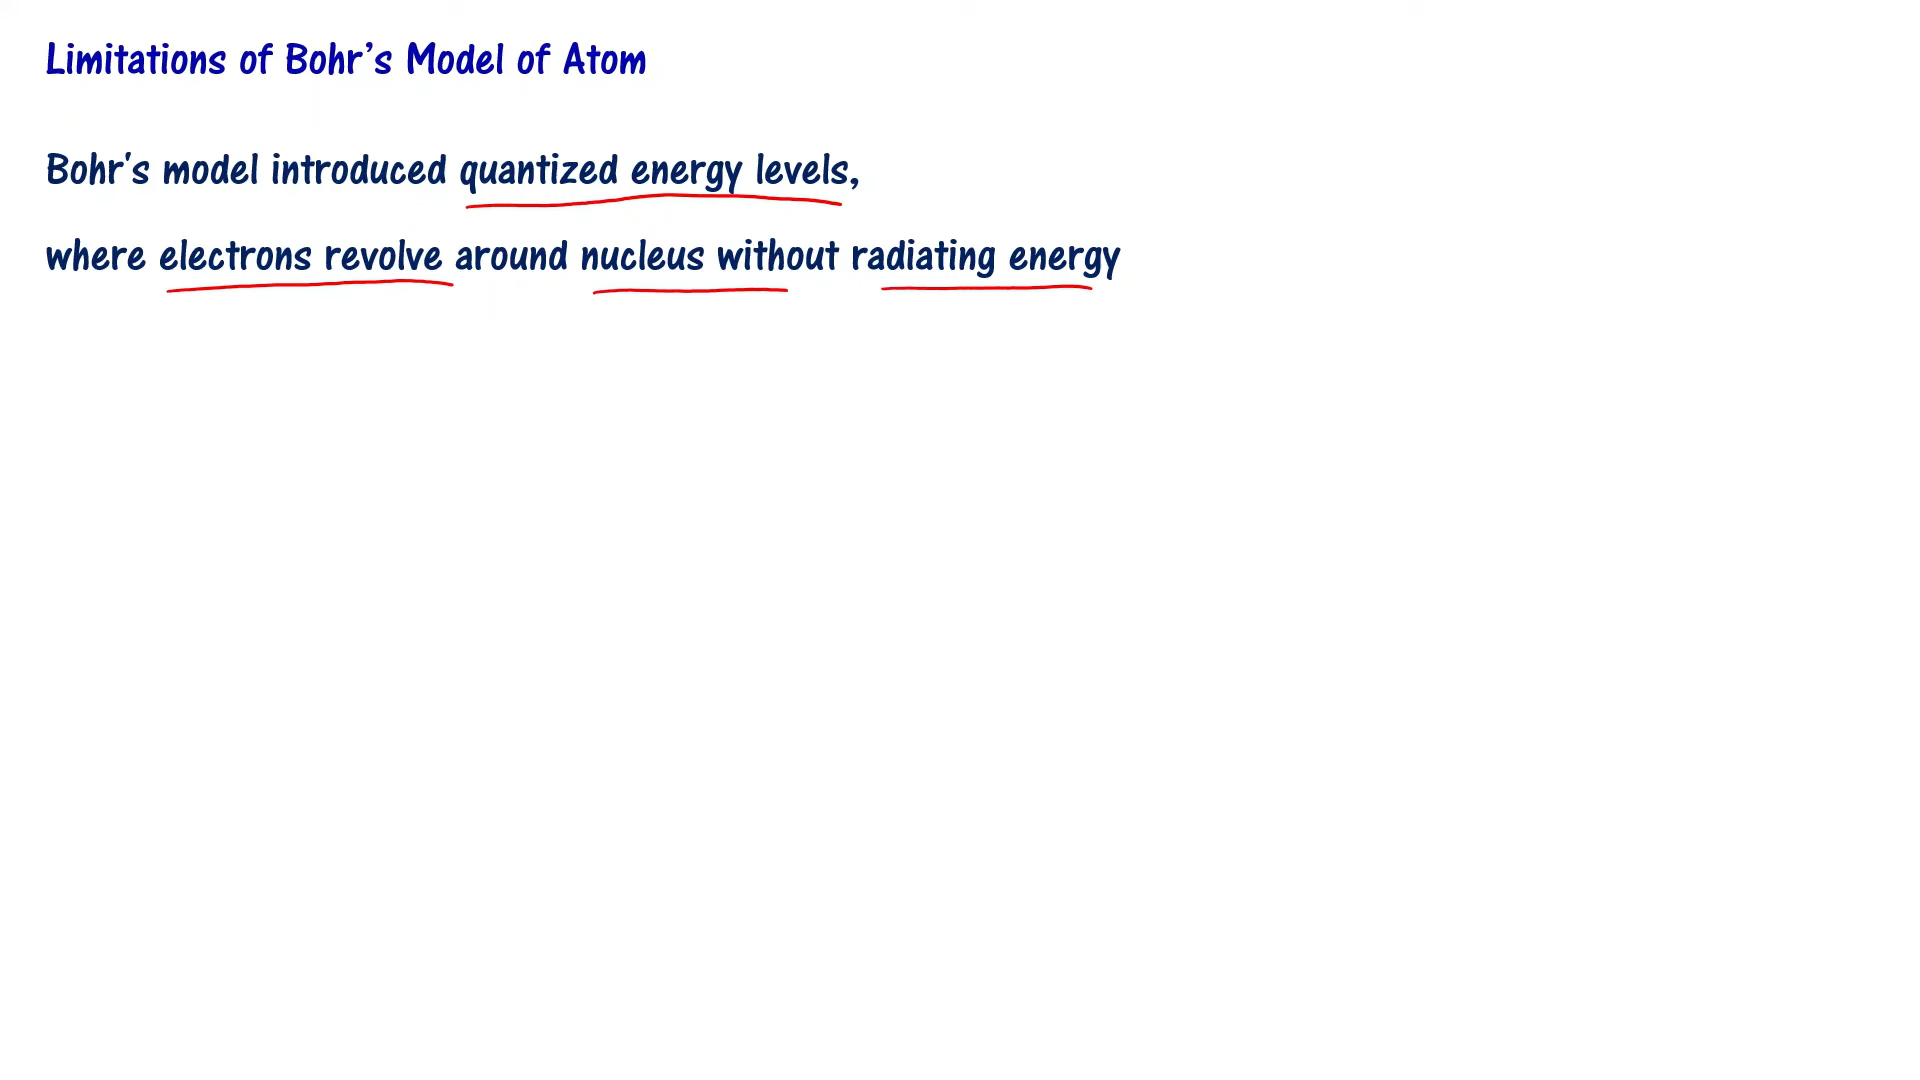 Limitations of Bohr’s Model of Atom
Bohr's model introduced quantized energy levels,
where electrons revolve around nucleus without radiating energy